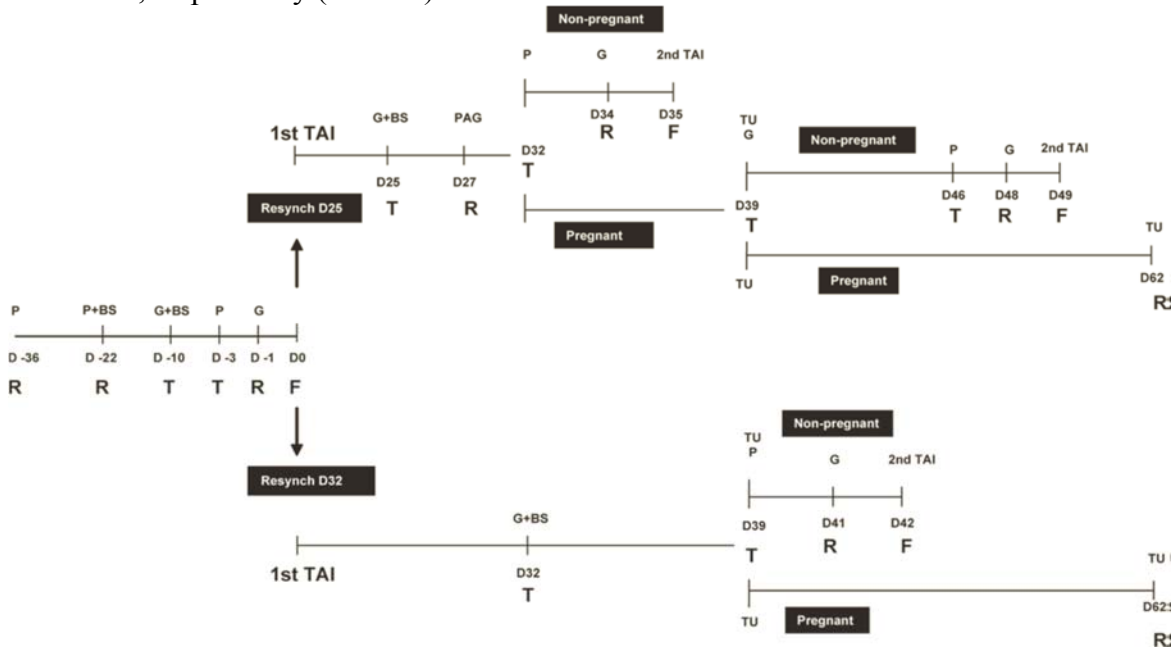 Non-pregnant
P G 2nd TAI
D34 D35
R F
1st TAI
G+BS PAG
D25 D27
T R
D32
T
Resynch D25
Pregnant
TU
G
Non-pregnant
P G 2nd TAI
D46 D48 D49
T R F
D39
T
TU
Pregnant
TU
D62
P P+BS G+BS P G
D -36 D -22 D -10 D -3 D -1 D0
R R T T R F
Resynch D32
1st TAI
G+BS
D32
T
TU
P
Non-pregnant
G 2nd TAI
D39 D41 D42
T R F
TU
Pregnant
TU